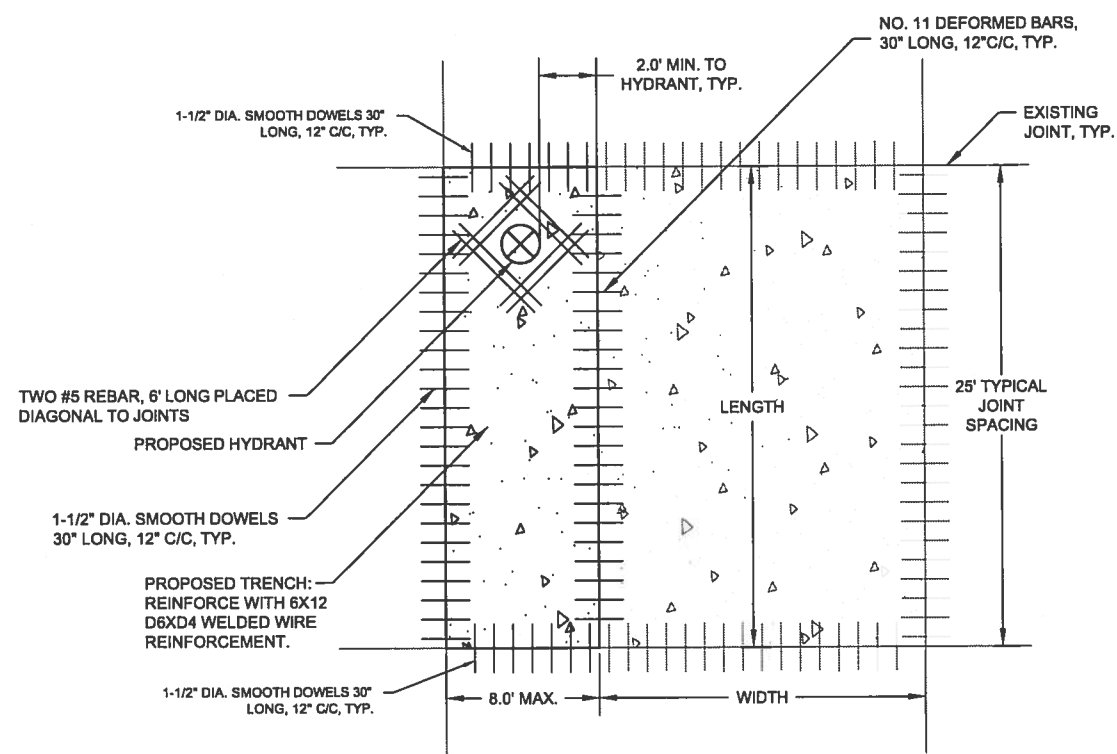 NO. 11 DEFORMED BARS,
30" LONG, 12"C/C, TYP.
2.0' MIN. TO
HYDRANT, TYP.
1-1/2" DIA. SMOOTH DOWELS 30"
LONG, 12" C/C, TYP.
EXISTING
JOINT, TYP.
TWO #5 REBAR, 6' LONG PLACED
DIAGONAL TO JOINTS
PROPOSED HYDRANT
LENGTH
25' TYPICAL
JOINT
SPACING
1-1/2" DIA. SMOOTH DOWELS
30" LONG, 12" C/C, TYP.
PROPOSED TRENCH:
REINFORCE WITH 6X12
D6XD4 WELDED WIRE
REINFORCEMENT.
1-1/2" DIA. SMOOTH DOWELS 30"
LONG, 12" C/C, TYP.
8.0' MAX.
WIDTH